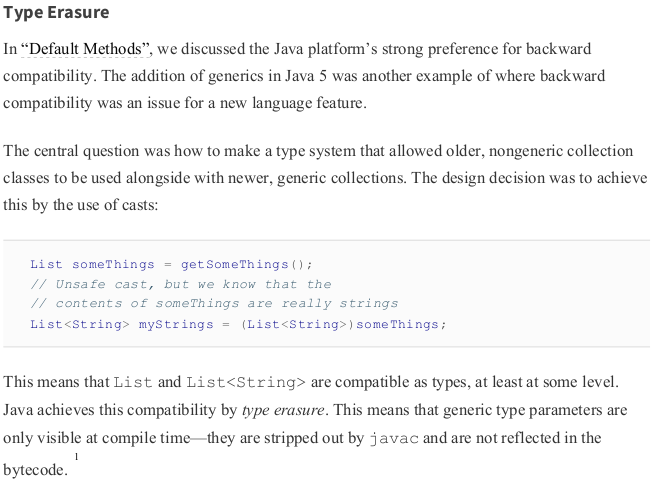 Type Erasure
In “Default Methods”, we discussed the Java platform’s strong preference for backward
compatibility. The addition of generics in Java 5 was another example of where backward
compatibility was an issue for a new language feature.
The central question was how to make a type system that allowed older, nongeneric collection
classes to be used alongside with newer, generic collections. The design decision was to achieve
this by the use of casts:
List someThings = getSomeThings();
// Unsafe cast, but we know that the
// contents of someThings are really strings
List<String> myStrings = (List<String>)someThings;
This means that List and List<String> are compatible as types, at least at some level.
Java achieves this compatibility by type erasure. This means that generic type parameters are
only visible at compile time—they are stripped out by javac and are not reflected in the
bytecode. 1